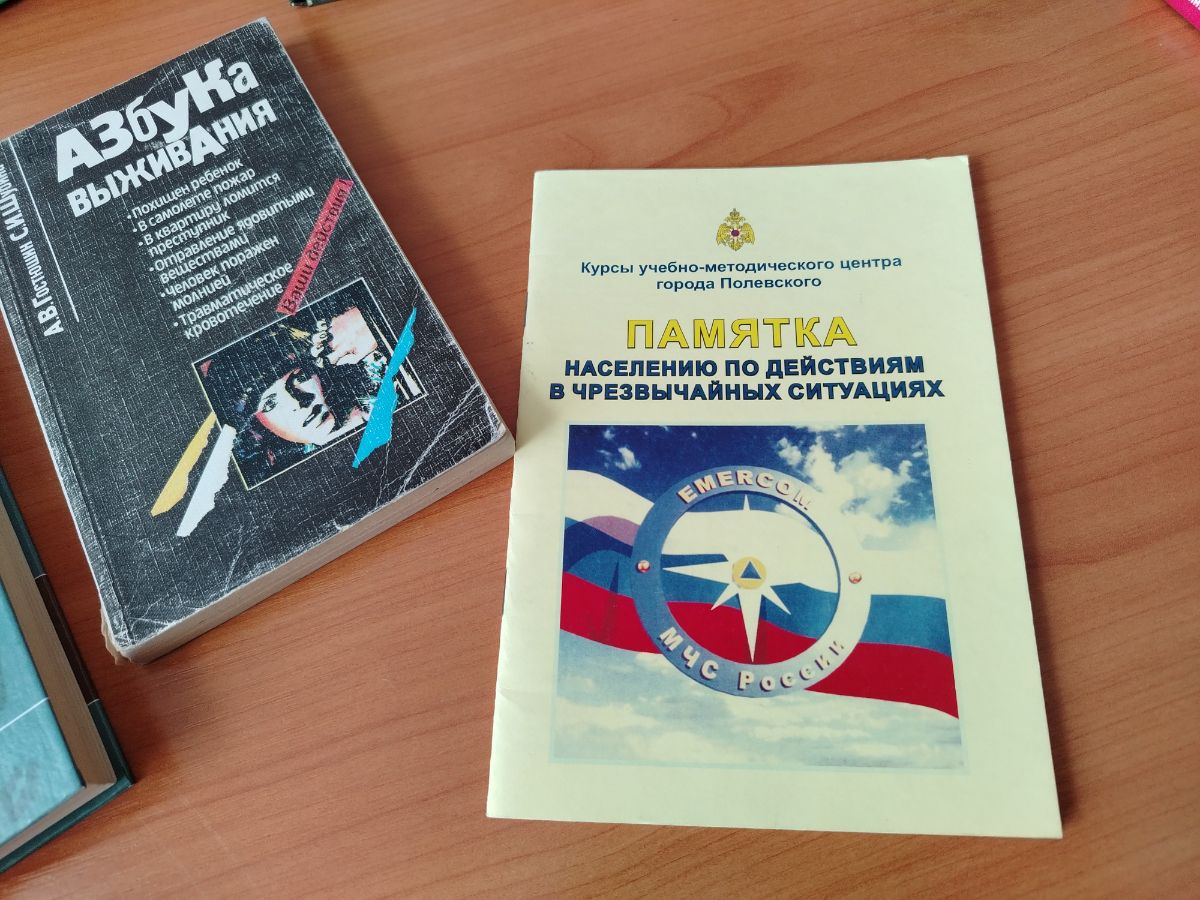 А.В. Гостюшин С.И. Шубина
АЗбуКа
ВЫЖИВАНИЯ
• Похищен ребенок
• В самолете пожар
• В квартиру ломится
преступник
• Отравление ядовитыми
веществами
• Человек поражен
молнией
• Травматическое
кровотечение
Ваши действия!
Курсы учебно-методического центра
города Полевского
ПАМЯТКА
НАСЕЛЕНИЮ ПО ДЕЙСТВИЯМ
В ЧРЕЗВЫЧАЙНЫХ СИТУАЦИЯХ
EMERCOM
МЧС России